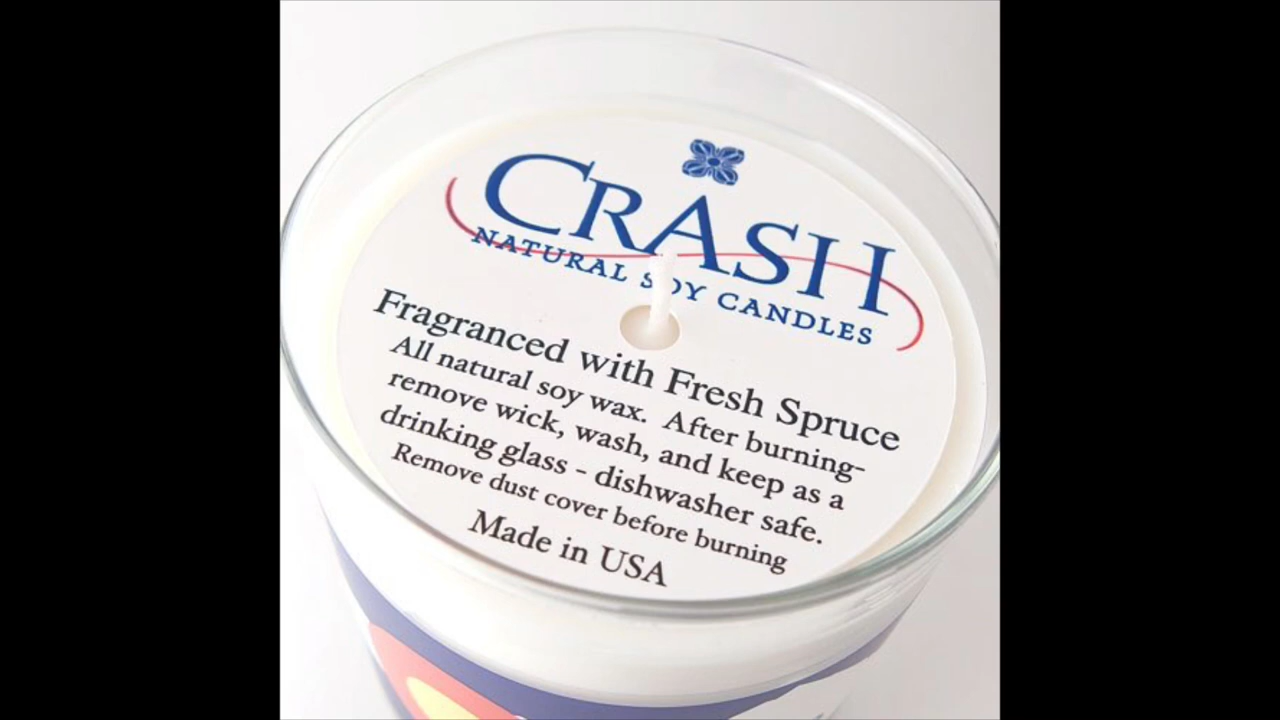 CRASH
NATURAL SOY CANDLES
Fragranced with Fresh Spruce
All natural soy wax. After burning-
remove wick, wash, and keep as a
drinking glass - dishwasher safe.
Remove dust cover before burning
Made in USA